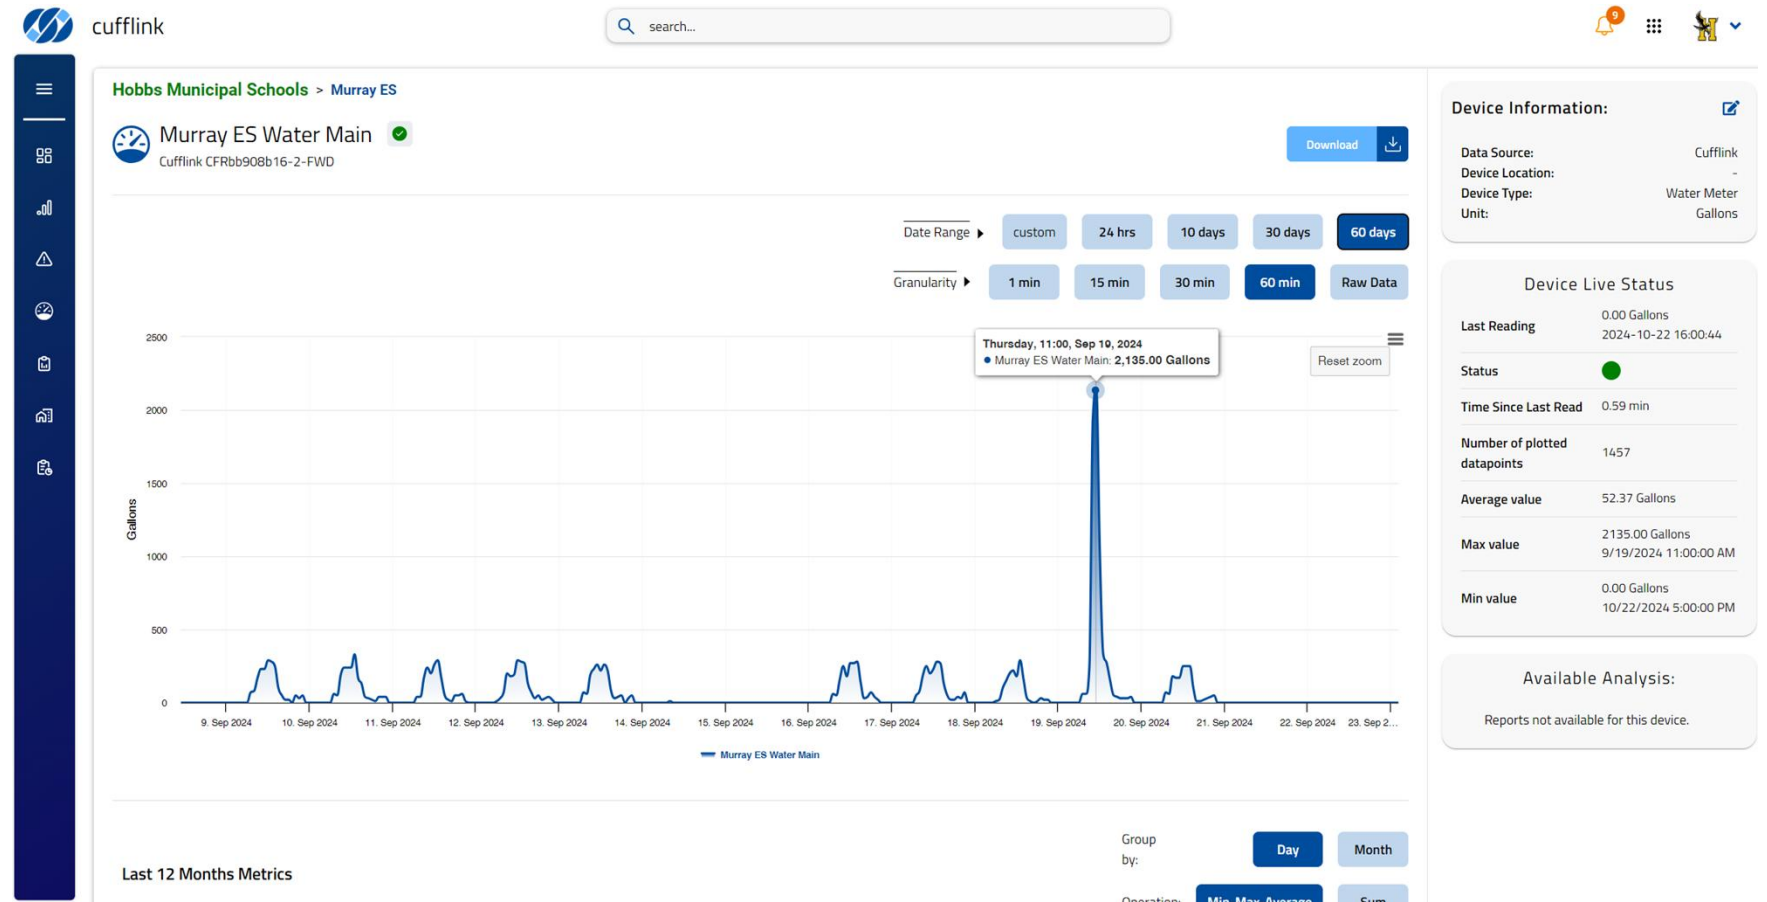 cufflink
search...
9
Hobbs Municipal Schools > Murray ES
Murray ES Water Main
Cufflink CFRbb908b16-2-FWD
Download
Date Range
custom
24 hrs
10 days
30 days
60 days
Granularity
1 min
15 min
30 min
60 min
Raw Data
Thursday, 11:00, Sep 19, 2024
Murray ES Water Main: 2,135.00 Gallons
Reset zoom
Gallons
2500
2000
1500
1000
500
0
9. Sep 2024
10. Sep 2024
11. Sep 2024
12. Sep 2024
13. Sep 2024
14. Sep 2024
15. Sep 2024
16. Sep 2024
17. Sep 2024
18. Sep 2024
19. Sep 2024
20. Sep 2024
21. Sep 2024
22. Sep 2024
23. Sep 2...
Murray ES Water Main
Last 12 Months Metrics
Group
by:
Day
Month
Operation:
Min-Max-Average
Sum
H
Device Information:
Data Source: Cufflink
Device Location: -
Device Type: Water Meter
Unit: Gallons
Device Live Status
Last Reading
0.00 Gallons
2024-10-22 16:00:44
Status
Time Since Last Read 0.59 min
Number of plotted
datapoints
1457
Average value 52.37 Gallons
Max value
2135.00 Gallons
9/19/2024 11:00:00 AM
Min value
0.00 Gallons
10/22/2024 5:00:00 PM
Available Analysis:
Reports not available for this device.